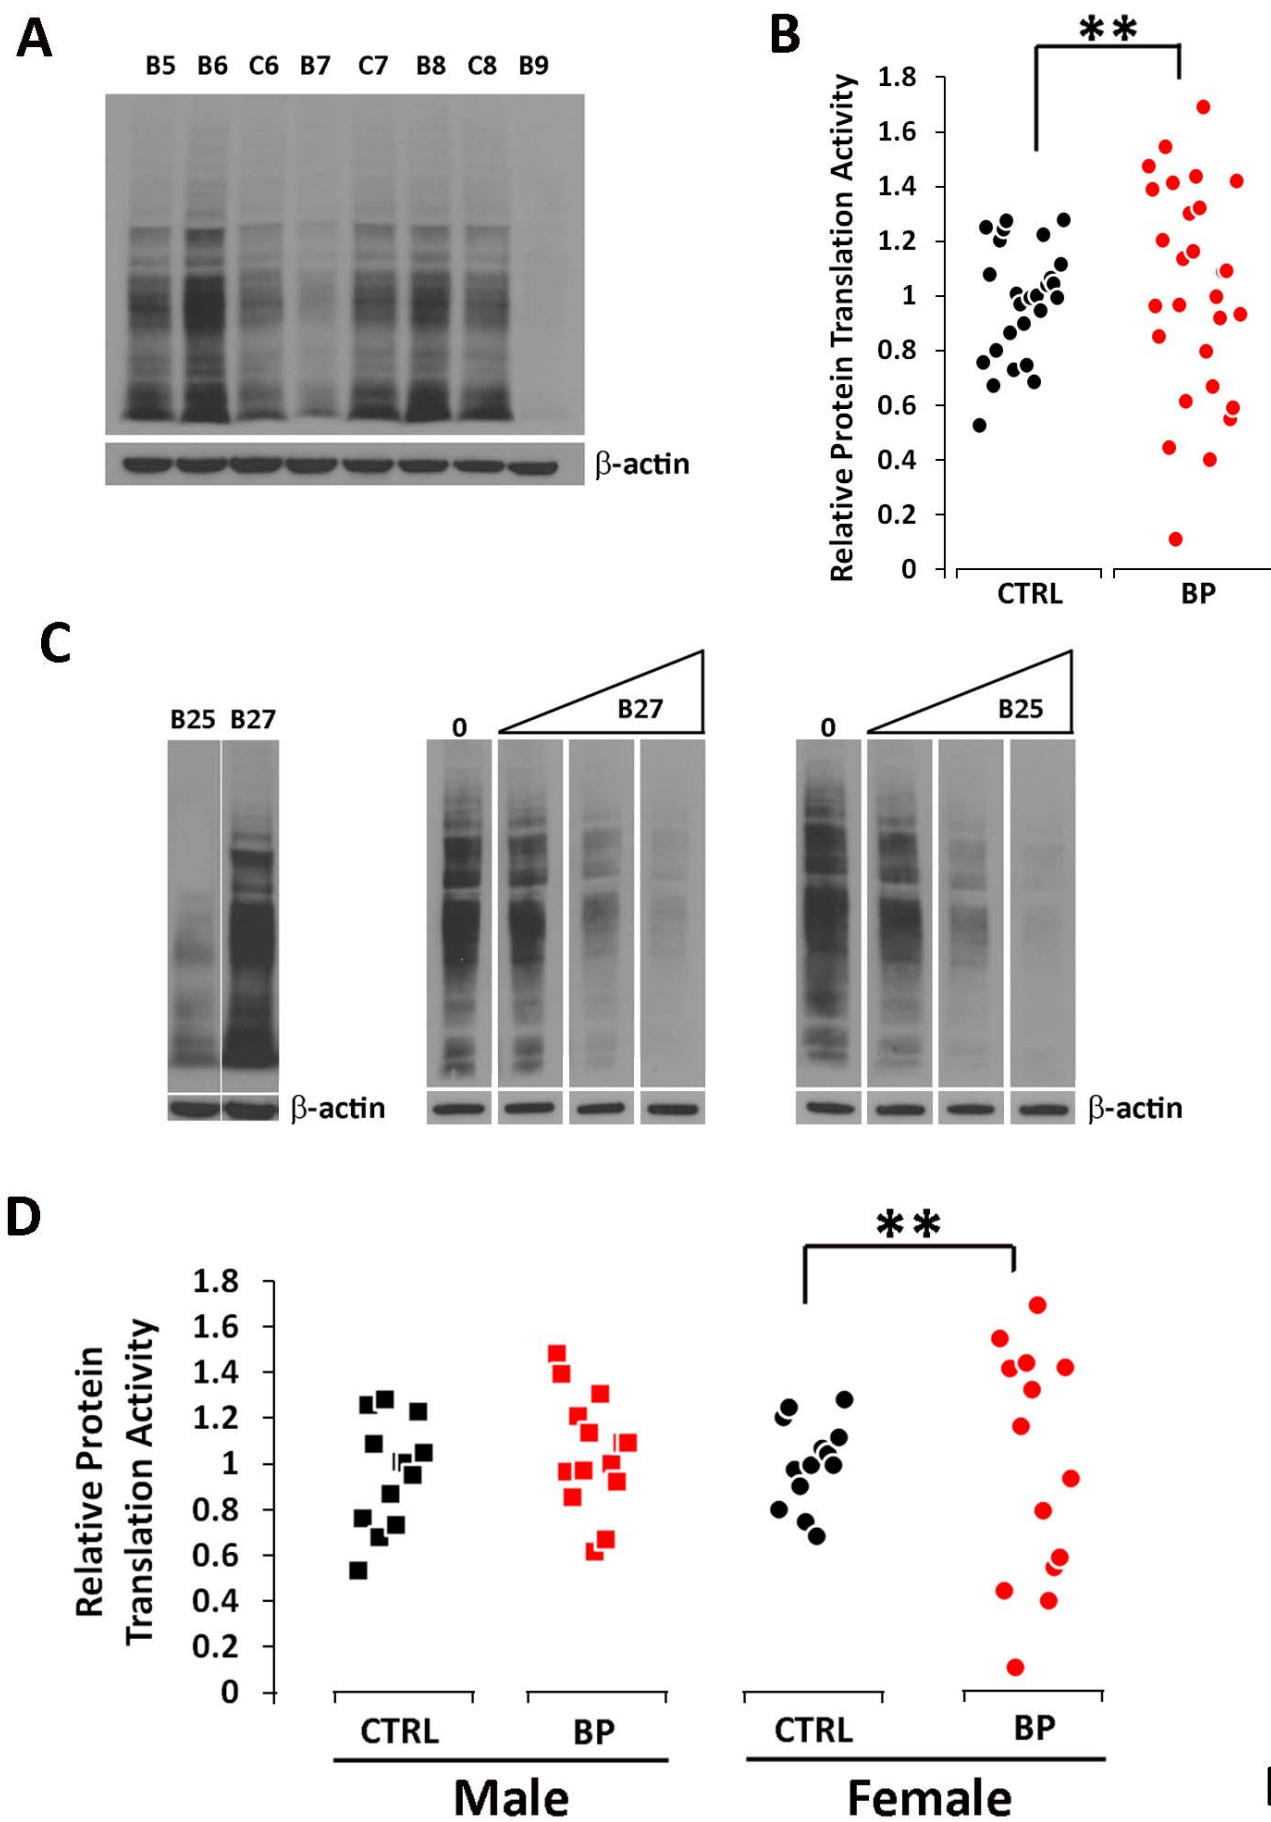 A
B5 B6 C6 B7 C7 B8 C8 B9
β-actin
B
**
Relative Protein Translation Activity
1.8
1.6
1.4
1.2
1
0.8
0.6
0.4
0.2
0
CTRL BP
C
B25 B27
β-actin
0 B27
0 B25
β-actin
D
**
Relative Protein
Translation Activity
1.8
1.6
1.4
1.2
1
0.8
0.6
0.4
0.2
0
CTRL BP CTRL BP
Male Female